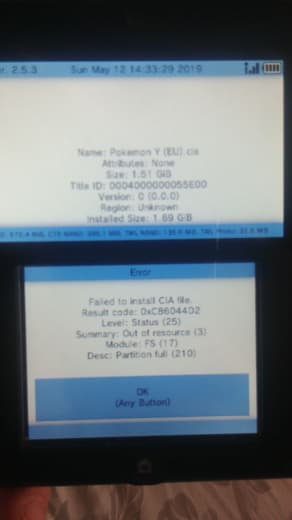 r. 2.5.3 Sun May 12 14:33:29 2019
Name: Pokemon Y (EU).cia
Attributes: None
Size: 1.51 GiB
Title ID: 0004000000055E00
Version: 0 (0.0.0)
Region: Unknown
Installed Size: 1.69 GiB
Error
Failed to install CIA file.
Result code: 0xC86044D2
Level: Status (25)
Summary: Out of resource (3)
Module: FS (17)
Desc: Partition full (210)
OK
(Any Button)